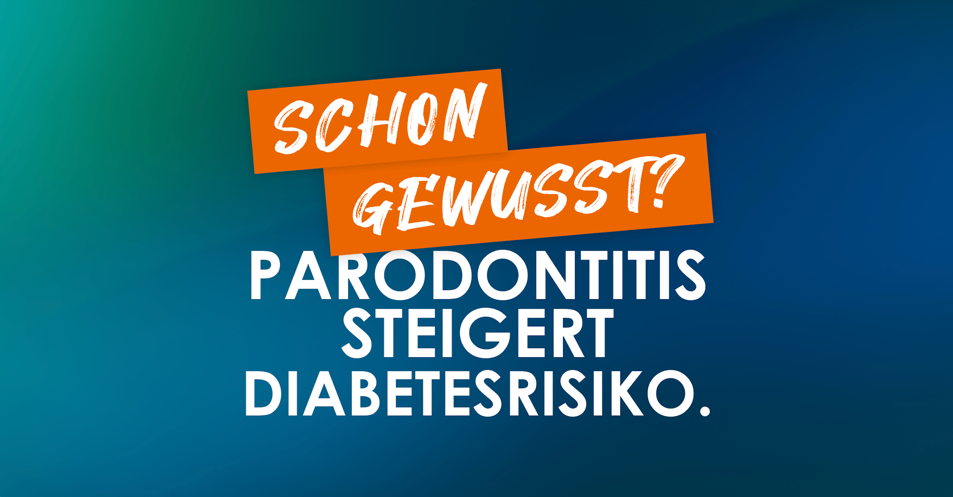 SCHON
GEWUSST?
PARODONTITIS
STEIGERT
DIABETESRISIKO.